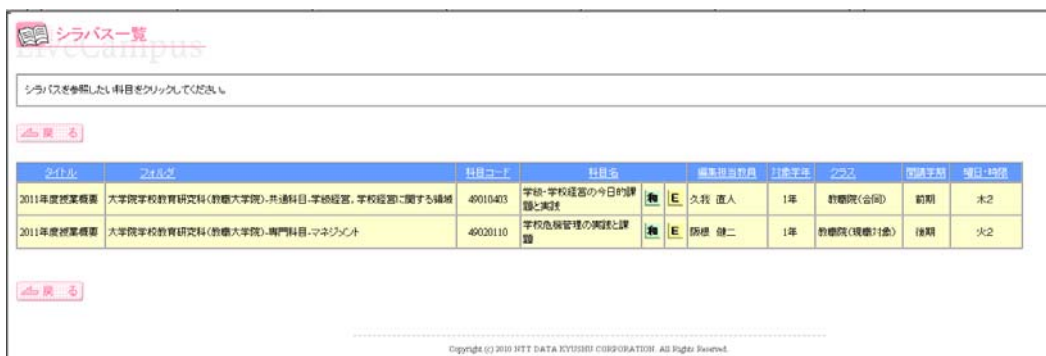 シラバス一覧
LiveCampus
シラバスを参照したい科目をクリックしてください。
戻 る
タイトル フォルダ 科目コード 科目名 編集担当教員 対象学年 クラス 開講学期 曜日・時限
2011年度授業概要 大学院学校教育研究科(教職大学院)-共通科目-学級経営,学校経営に関する領域 49010403 学級・学校経営の今日的課題と実践 和 E 久我 直人 1年 教職院(合同) 前期 木2
2011年度授業概要 大学院学校教育研究科(教職大学院)-専門科目-マネジメント 49020110 学校危機管理の実践と課題 和 E 阪根 健二 1年 教職院(現職対象) 後期 火2
戻 る
Copyright (c) 2010 NTT DATA KYUSHU CORPORATION. All Rights Reserved.